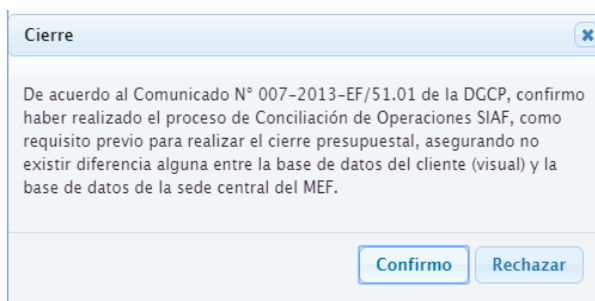 Cierre
De acuerdo al Comunicado N° 007-2013-EF/51.01 de la DGCP, confirmo
haber realizado el proceso de Conciliación de Operaciones SIAF, como
requisito previo para realizar el cierre presupuestal, asegurando no
existir diferencia alguna entre la base de datos del cliente (visual) y la
base de datos de la sede central del MEF.
Confirmo Rechazar